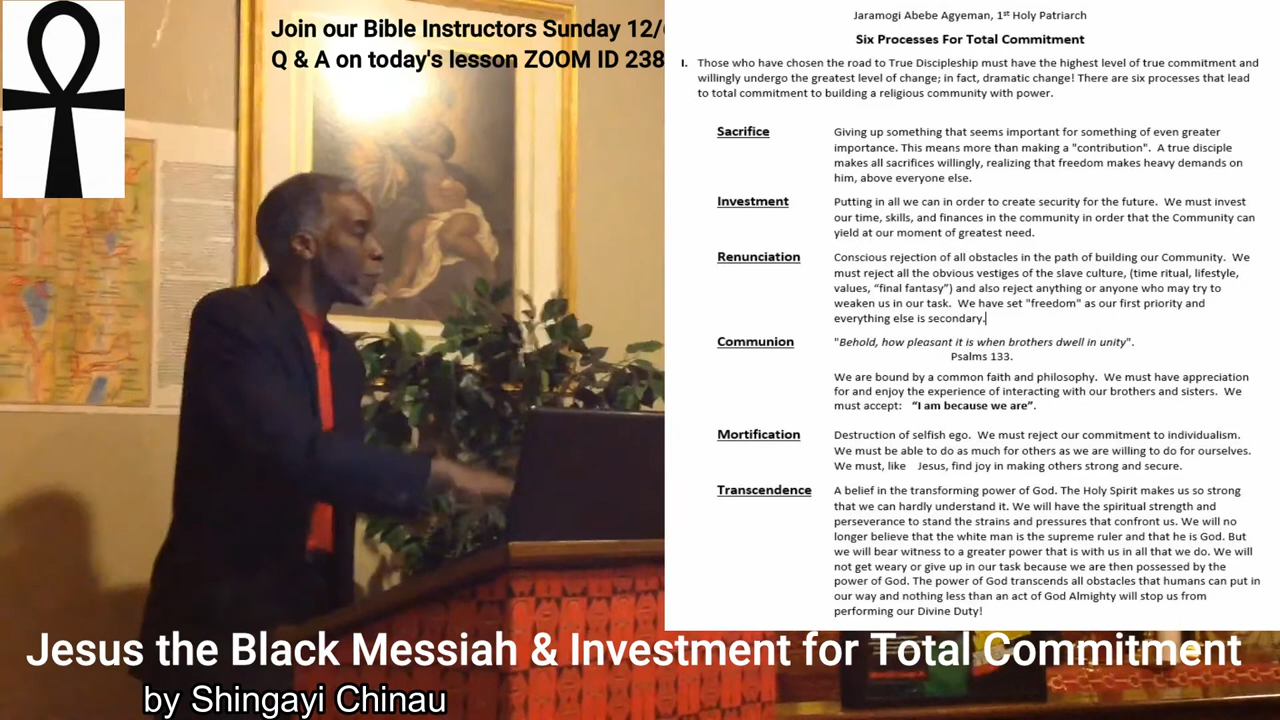 Join our Bible Instructors Sunday 12/
Q & A on today's lesson ZOOM ID 238
Jaramogi Abebe Agyeman, 1st Holy Patriarch
Six Processes For Total Commitment
I. Those who have chosen the road to True Discipleship must have the highest level of true commitment and
willingly undergo the greatest level of change; in fact, dramatic change! There are six processes that lead
to total commitment to building a religious community with power.
Sacrifice Giving up something that seems important for something of even greater
importance. This means more than making a "contribution". A true disciple
makes all sacrifices willingly, realizing that freedom makes heavy demands on
him, above everyone else.
Investment Putting in all we can in order to create security for the future. We must invest
our time, skills, and finances in the community in order that the Community can
yield at our moment of greatest need.
Renunciation Conscious rejection of all obstacles in the path of building our Community. We
must reject all the obvious vestiges of the slave culture, (time ritual, lifestyle,
values, “final fantasy”) and also reject anything or anyone who may try to
weaken us in our task. We have set "freedom" as our first priority and
everything else is secondary.
Communion "Behold, how pleasant it is when brothers dwell in unity".
Psalms 133.
We are bound by a common faith and philosophy. We must have appreciation
for and enjoy the experience of interacting with our brothers and sisters. We
must accept: “I am because we are”.
Mortification Destruction of selfish ego. We must reject our commitment to individualism.
We must be able to do as much for others as we are willing to do for ourselves.
We must, like Jesus, find joy in making others strong and secure.
Transcendence A belief in the transforming power of God. The Holy Spirit makes us so strong
that we can hardly understand it. We will have the spiritual strength and
perseverance to stand the strains and pressures that confront us. We will no
longer believe that the white man is the supreme ruler and that he is God. But
we will bear witness to a greater power that is with us in all that we do. We will
not get weary or give up in our task because we are then possessed by the
power of God. The power of God transcends all obstacles that humans can put in
our way and nothing less than an act of God Almighty will stop us from
performing our Divine Duty!
Jesus the Black Messiah & Investment for Total Commitment
by Shingayi Chinau